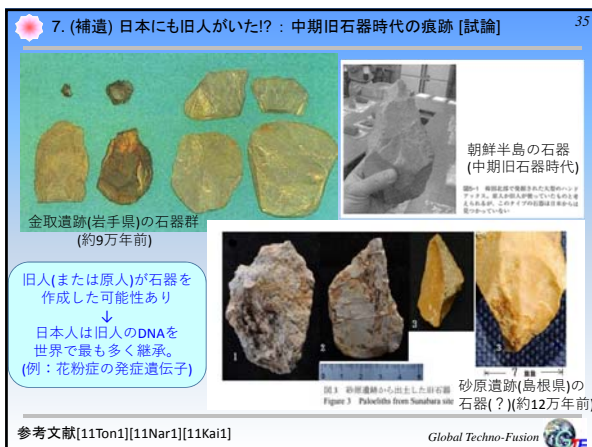 7. (補遺) 日本にも旧人がいた!? : 中期旧石器時代の痕跡 [試論]
35
朝鮮半島の石器
(中期旧石器時代)
金取遺跡(岩手県)の石器群
(約9万年前)
旧人(または原人)が石器を
作成した可能性あり
↓
日本人は旧人のDNAを
世界で最も多く継承。
(例：花粉症の発症遺伝子)
1
2
3
3
7
図3 砂原遺跡から出土した旧石器
Figure 3 Paleoliths from Sunabara site
砂原遺跡(島根県)の
石器(？)(約12万年前)
参考文献[11Ton1][11Nar1][11Kai1]
Global Techno-Fusion